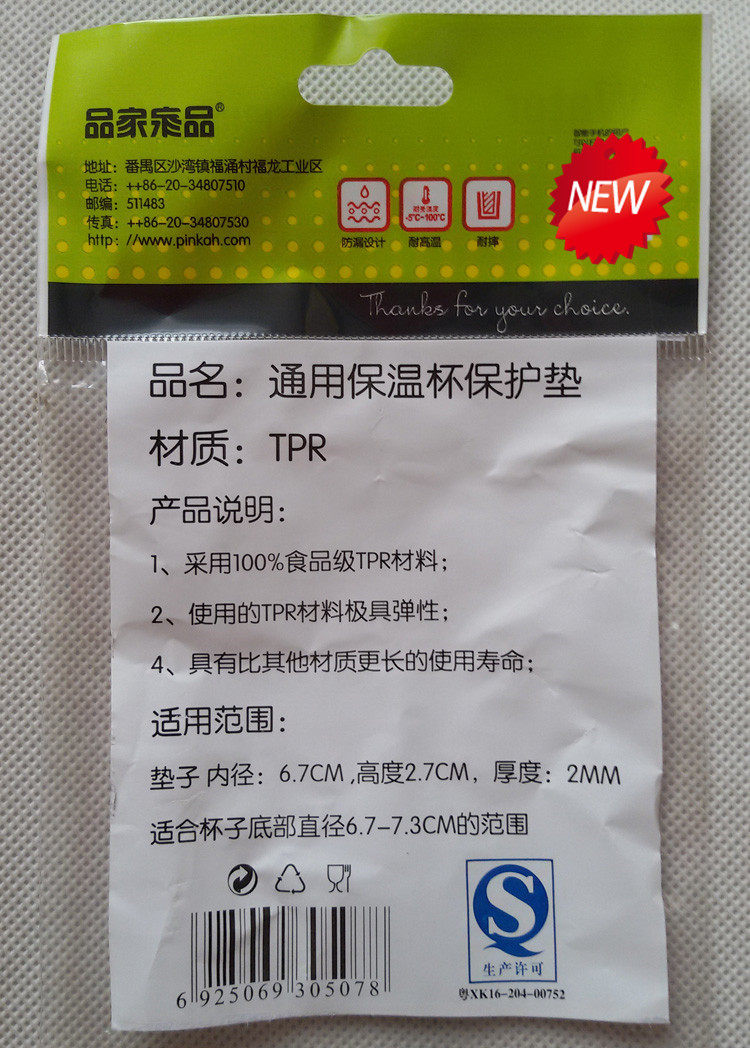 品家家品®
地址：番禺区沙湾镇福涌村福龙工业区
电话：++86-20-34807510
邮编：511483
传真：++86-20-34807530
http：//www.pinkah.com
耐受温度
-5℃~100℃
防漏设计
耐高温
耐摔
NEW
Thanks for your choice.
品名：通用保温杯保护垫
材质：TPR
产品说明：
1、采用100%食品级TPR材料；
2、使用的TPR材料极具弹性；
4、具有比其他材质更长的使用寿命；
适用范围：
垫子 内径：6.7CM ,高度2.7CM，厚度：2MM
适合杯子底部直径6.7-7.3CM的范围
6 925069 305078
生产许可
粤XK16-204-00752